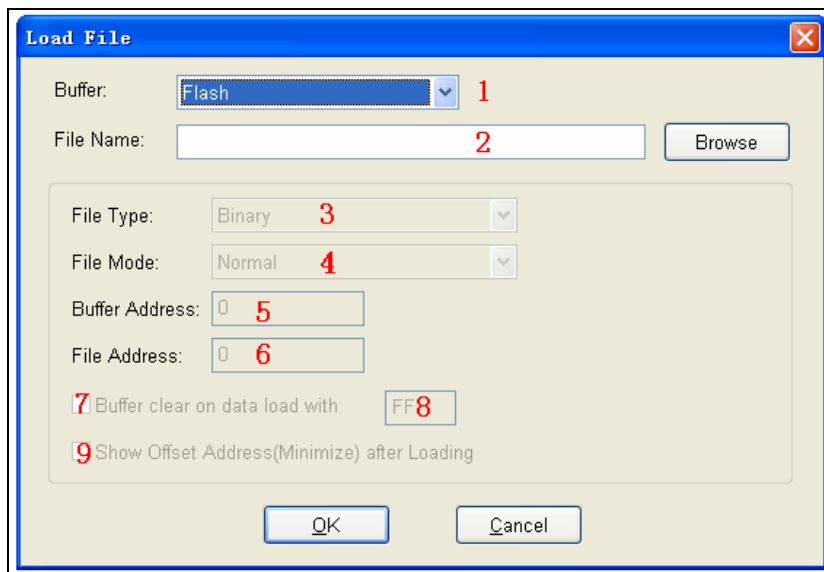 Load File
Buffer: Flash 1
File Name: 2 Browse
File Type: Binary 3
File Mode: Normal 4
Buffer Address: 0 5
File Address: 0 6
7 Buffer clear on data load with FF 8
9 Show Offset Address(Minimize) after Loading
OK Cancel